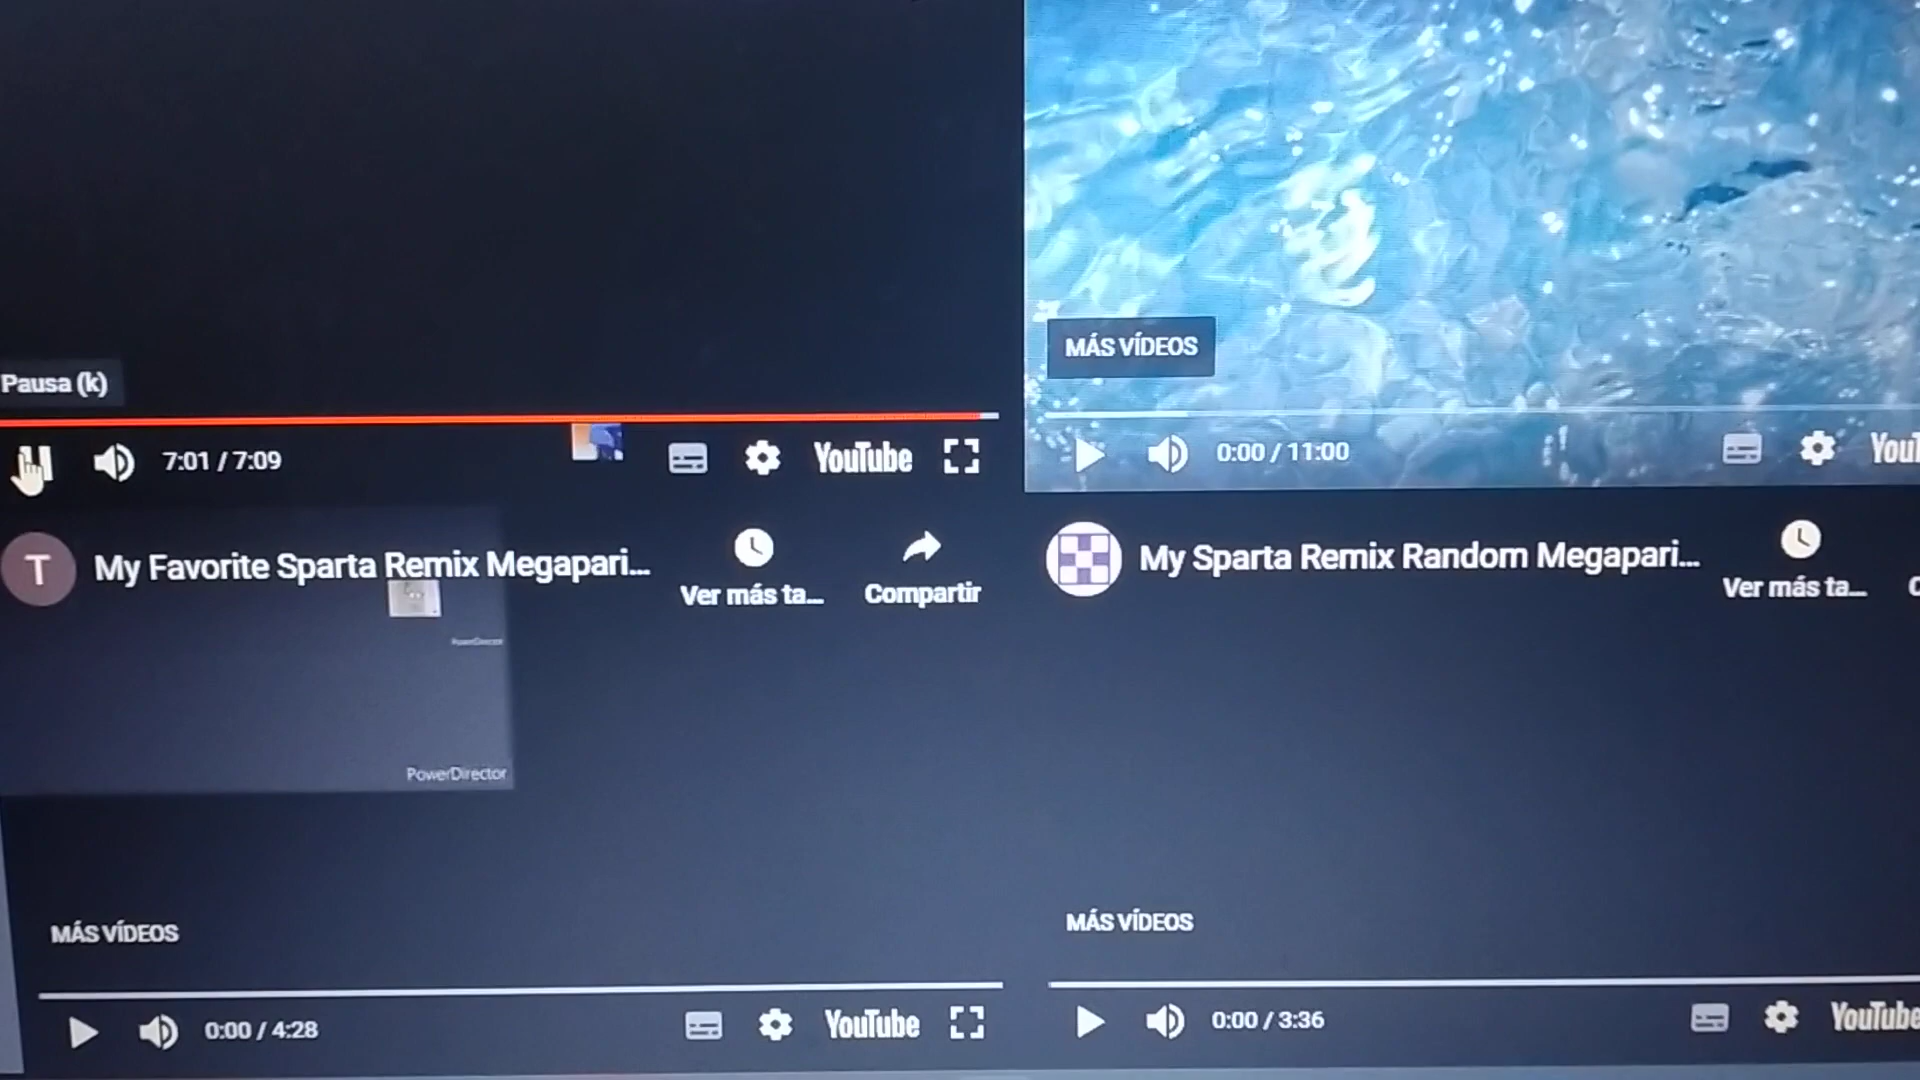 MÁS VÍDEOS
Pausa (k)
7:01 / 7:09
YouTube
0:00 / 11:00
T
My Favorite Sparta Remix Megapari...
Ver más ta...
Compartir
My Sparta Remix Random Megapari...
Ver más ta...
PowerDirector
PowerDirector
MÁS VÍDEOS
MÁS VÍDEOS
0:00 / 4:28
YouTube
0:00 / 3:36
YouTube